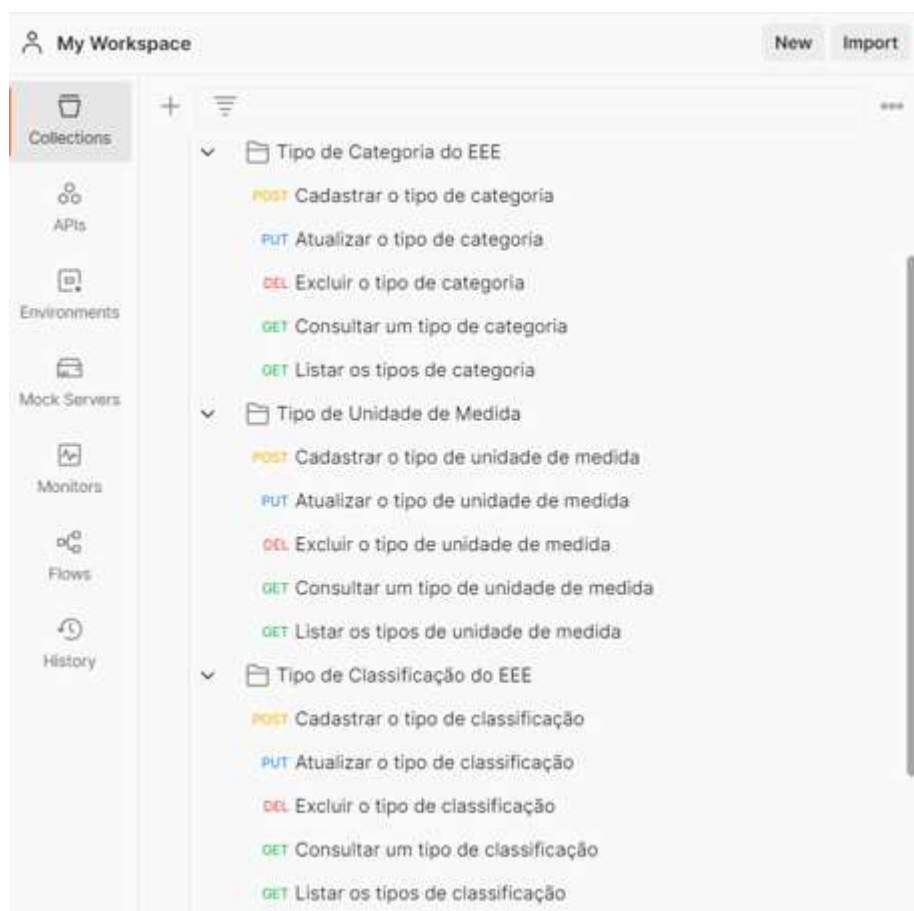 My Workspace
New
Import
Collections
APIs
Environments
Mock Servers
Monitors
Flows
History
Tipo de Categoria do EEE
POST Cadastrar o tipo de categoria
PUT Atualizar o tipo de categoria
DEL Excluir o tipo de categoria
GET Consultar um tipo de categoria
GET Listar os tipos de categoria
Tipo de Unidade de Medida
POST Cadastrar o tipo de unidade de medida
PUT Atualizar o tipo de unidade de medida
DEL Excluir o tipo de unidade de medida
GET Consultar um tipo de unidade de medida
GET Listar os tipos de unidade de medida
Tipo de Classificação do EEE
POST Cadastrar o tipo de classificação
PUT Atualizar o tipo de classificação
DEL Excluir o tipo de classificação
GET Consultar um tipo de classificação
GET Listar os tipos de classificação